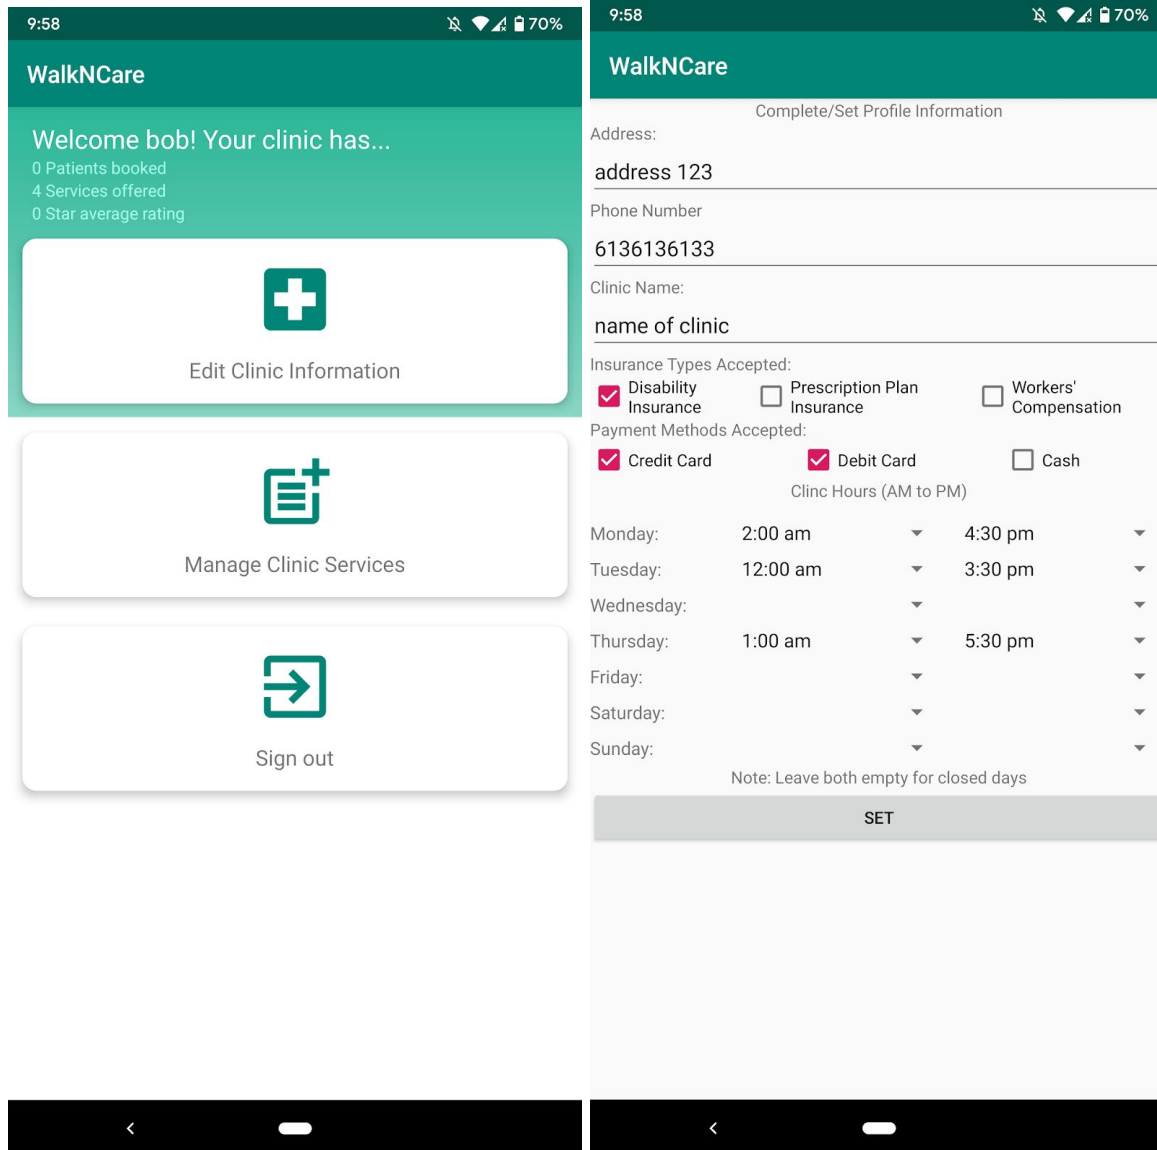 9:58
70%
WalkNCare
Welcome bob! Your clinic has...
0 Patients booked
4 Services offered
0 Star average rating
Edit Clinic Information
Manage Clinic Services
Sign out
9:58
70%
WalkNCare
Complete/Set Profile Information
Address:
address 123
Phone Number
6136136133
Clinic Name:
name of clinic
Insurance Types Accepted:
Disability
Insurance
Prescription Plan
Insurance
Workers'
Compensation
Payment Methods Accepted:
Credit Card
Debit Card
Cash
Clinc Hours (AM to PM)
Monday: 2:00 am 4:30 pm
Tuesday: 12:00 am 3:30 pm
Wednesday:
Thursday: 1:00 am 5:30 pm
Friday:
Saturday:
Sunday:
Note: Leave both empty for closed days
SET